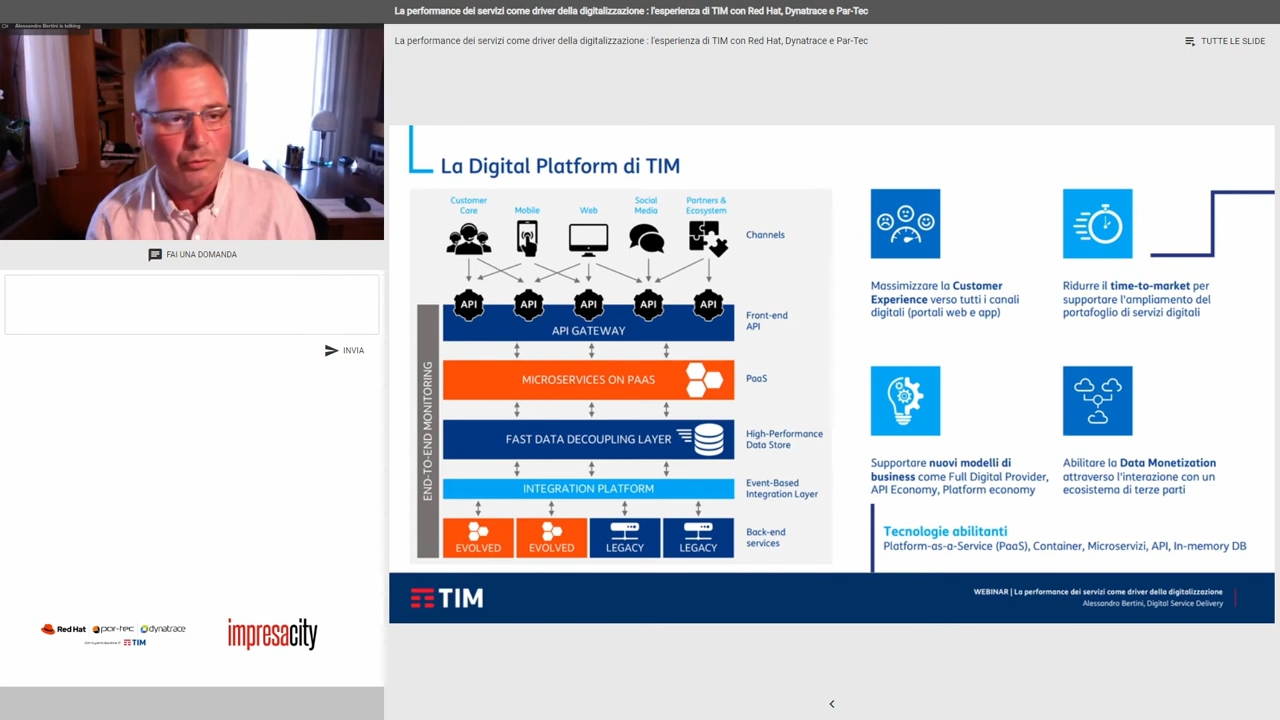 La performance dei servizi come driver della digitalizzazione : l'esperienza di TIM con Red Hat, Dynatrace e Par-Tec
Alessandro Bertini is talking
La performance dei servizi come driver della digitalizzazione : l'esperienza di TIM con Red Hat, Dynatrace e Par-Tec
TUTTE LE SLIDE
FAI UNA DOMANDA
INVIA
Red Hat
par-tec
dynatrace
TIM
impresacity
La Digital Platform di TIM
Customer
Care
Mobile
Web
Social
Media
Partners &
Ecosystem
Channels
API
API
API
API
API
API GATEWAY
Front-end
API
MICROSERVICES ON PAAS
PaaS
FAST DATA DECOUPLING LAYER
High-Performance
Data Store
INTEGRATION PLATFORM
Event-Based
Integration Layer
EVOLVED
EVOLVED
LEGACY
LEGACY
Back-end
services
END-TO-END MONITORING
Massimizzare la Customer
Experience verso tutti i canali
digitali (portali web e app)
Ridurre il time-to-market per
supportare l'ampliamento del
portafoglio di servizi digitali
Supportare nuovi modelli di
business come Full Digital Provider,
API Economy, Platform economy
Abilitare la Data Monetization
attraverso l'interazione con un
ecosistema di terze parti
Tecnologie abilitanti
Platform-as-a-Service (PaaS), Container, Microservizi, API, In-memory DB
TIM
WEBINAR | La performance dei servizi come driver della digitalizzazione
Alessandro Bertini, Digital Service Delivery